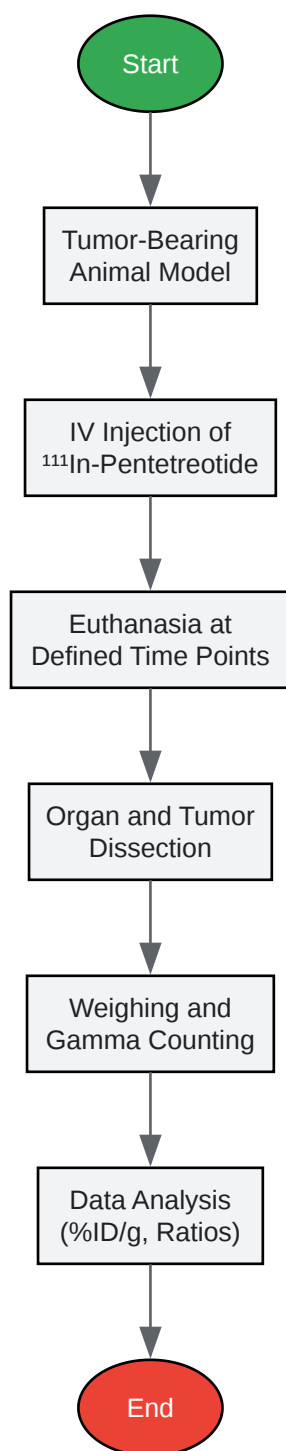 Start
Tumor-Bearing
Animal Model
IV Injection of
¹¹¹In-Pentetreotide
Euthanasia at
Defined Time Points
Organ and Tumor
Dissection
Weighing and
Gamma Counting
Data Analysis
(%ID/g, Ratios)
End